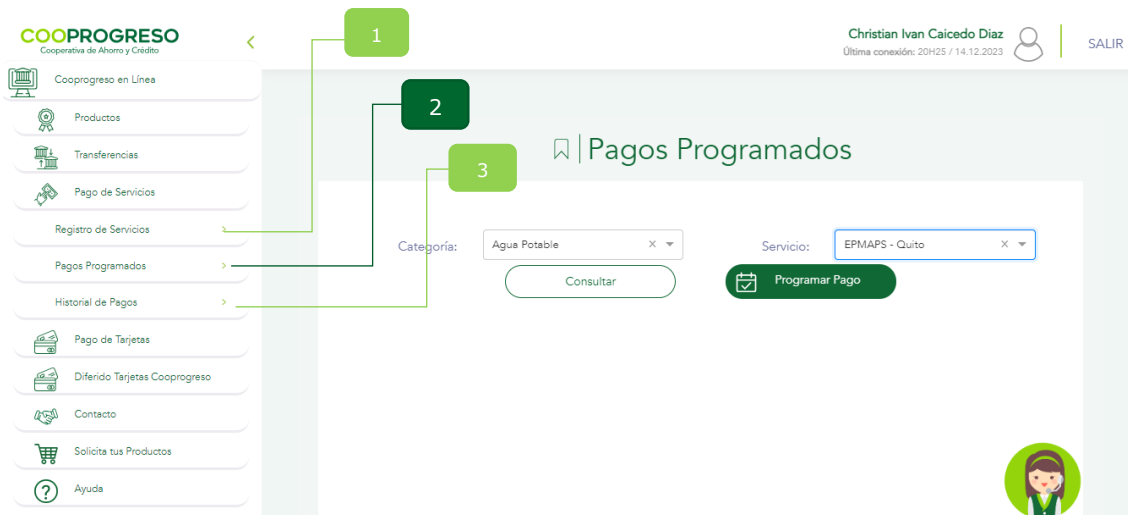 COOPROGRESO
Cooperativa de Ahorro y Crédito
1
Christian Ivan Caicedo Diaz
Última conexión: 20H25 / 14.12.2023
SALIR
Cooprogreso en Línea
Productos
2
Transferencias
Pagos Programados
3
Pago de Servicios
Registro de Servicios
Categoría: Agua Potable
Servicio: EPMAPS - Quito
Pagos Programados
Consultar
Programar Pago
Historial de Pagos
Pago de Tarjetas
Diferido Tarjetas Cooprogreso
Contacto
Solicita tus Productos
Ayuda